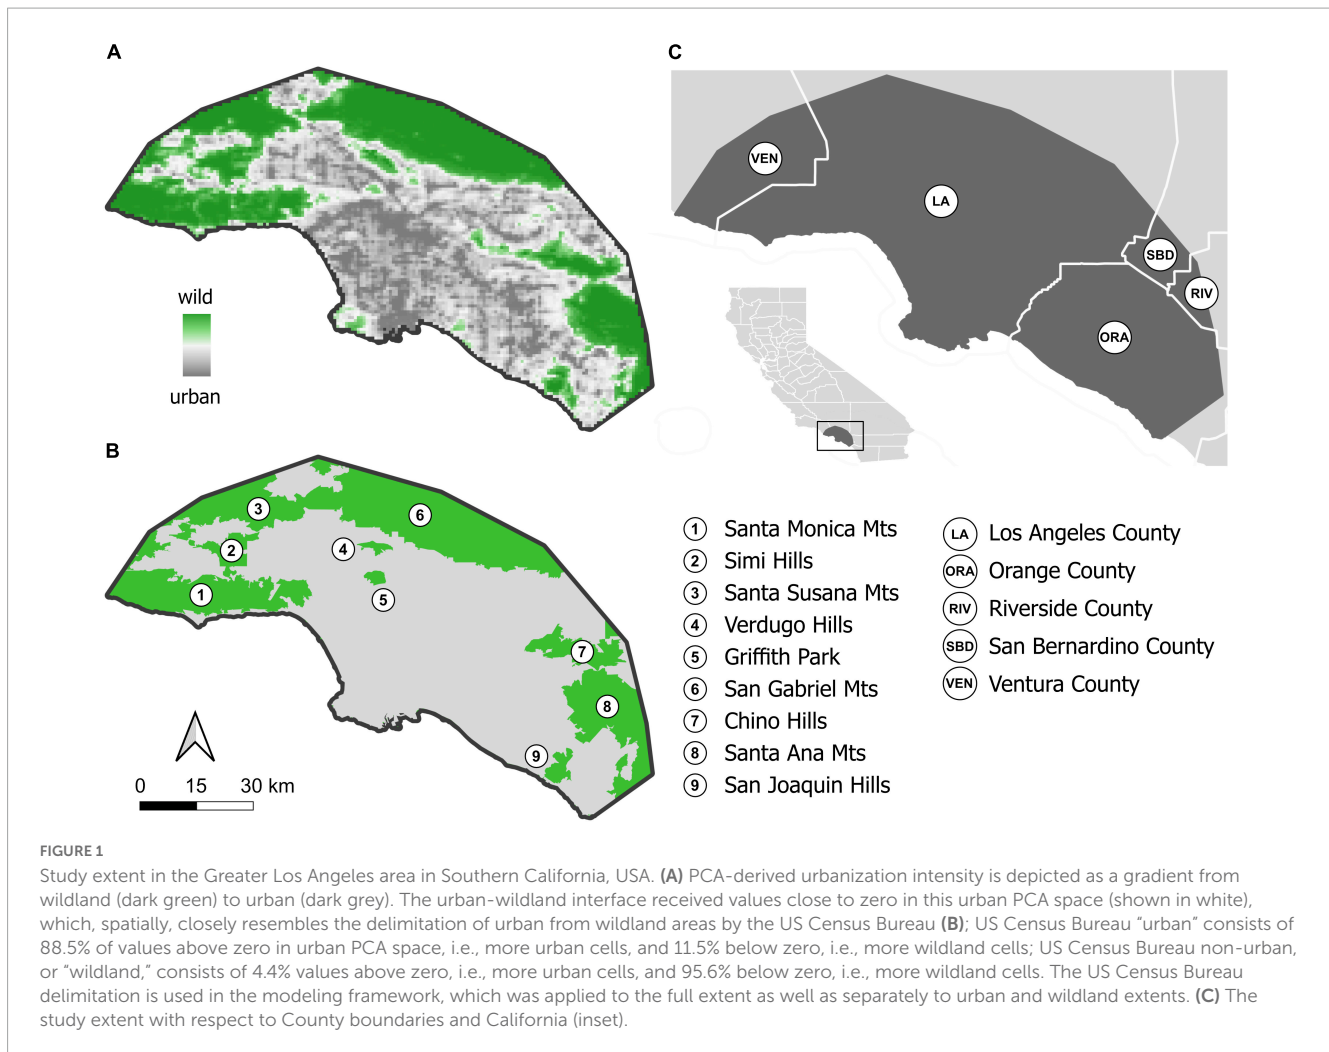 A
wild
urban
B
3
6
2
4
1
5
7
8
9
0 15 30 km
C
VEN
LA
SBD
RIV
ORA
1 Santa Monica Mts
2 Simi Hills
3 Santa Susana Mts
4 Verdugo Hills
5 Griffith Park
6 San Gabriel Mts
7 Chino Hills
8 Santa Ana Mts
9 San Joaquin Hills
LA Los Angeles County
ORA Orange County
RIV Riverside County
SBD San Bernardino County
VEN Ventura County
FIGURE 1
Study extent in the Greater Los Angeles area in Southern California, USA. (A) PCA-derived urbanization intensity is depicted as a gradient from
wildland (dark green) to urban (dark grey). The urban-wildland interface received values close to zero in this urban PCA space (shown in white),
which, spatially, closely resembles the delimitation of urban from wildland areas by the US Census Bureau (B); US Census Bureau “urban” consists of
88.5% of values above zero in urban PCA space, i.e., more urban cells, and 11.5% below zero, i.e., more wildland cells; US Census Bureau non-urban,
or “wildland,” consists of 4.4% values above zero, i.e., more urban cells, and 95.6% below zero, i.e., more wildland cells. The US Census Bureau
delimitation is used in the modeling framework, which was applied to the full extent as well as separately to urban and wildland extents. (C) The
study extent with respect to County boundaries and California (inset).